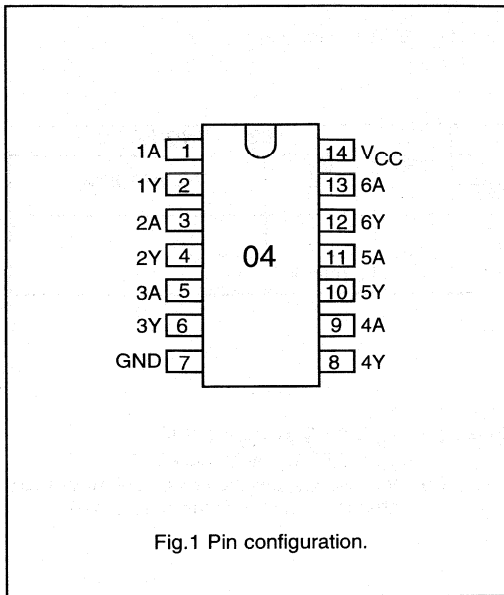 1A 1 14 VCC
1Y 2 13 6A
2A 3 12 6Y
2Y 4 04 11 5A
3A 5 10 5Y
3Y 6 9 4A
GND 7 8 4Y
Fig.1 Pin configuration.